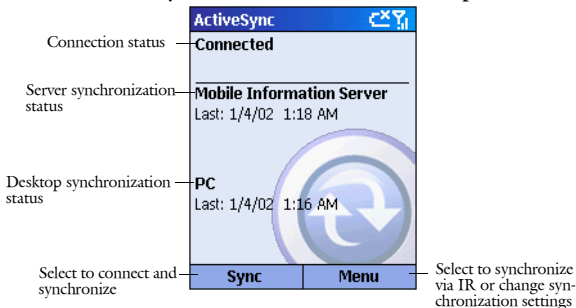 ActiveSync
Connection status
Connected
Server synchronization
status
Mobile Information Server
Last: 1/4/02 1:18 AM
Desktop synchronization
status
PC
Last: 1/4/02 1:16 AM
Select to connect and
synchronize
Sync
Menu
Select to synchronize
via IR or change syn-
chronization settings